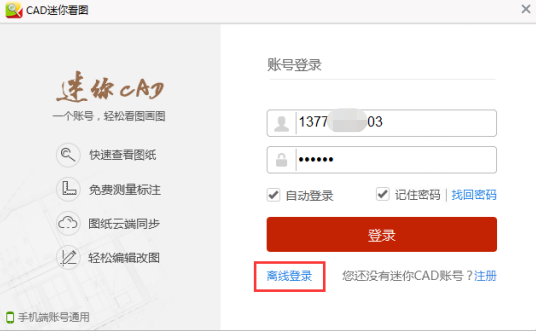 CAD迷你看图
迷你CAD
一个账号，轻松看图画图
快速查看图纸
免费测量标注
图纸云端同步
轻松编辑改图
手机端账号通用
账号登录
1377 03
••••••
自动登录 记住密码 | 找回密码
登录
离线登录 您还没有迷你CAD账号？注册